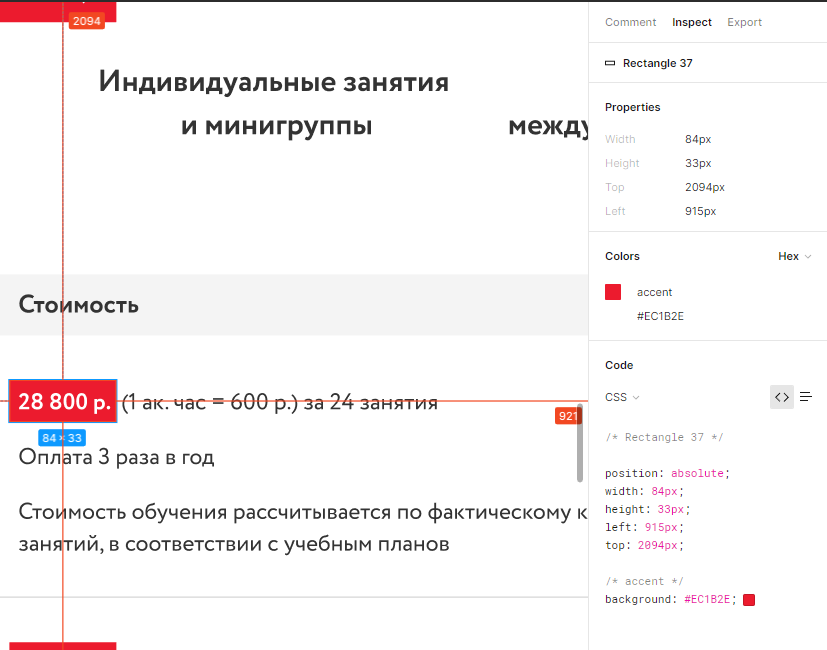 2094
Comment Inspect Export
Rectangle 37
Индивидуальные занятия
и минигруппы
между
Properties
Width 84px
Height 33px
Top 2094px
Left 915px
Стоимость
Colors Hex
accent
#EC1B2E
28 800 р. (1 ак. час = 600 р.) за 24 занятия
921
84 × 33
Оплата 3 раза в год
Стоимость обучения рассчитывается по фактическому к
занятий, в соответствии с учебным планов
Code
CSS
/* Rectangle 37 */
position: absolute;
width: 84px;
height: 33px;
left: 915px;
top: 2094px;
/* accent */
background: #EC1B2E;